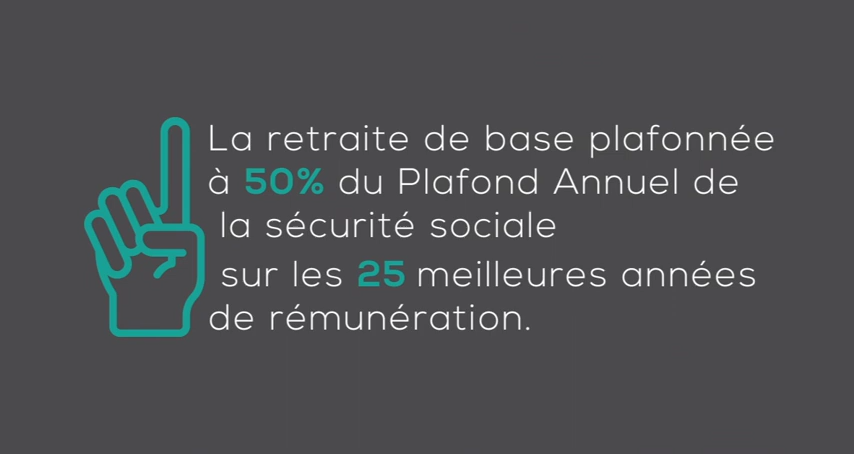 La retraite de base plafonnée
à 50% du Plafond Annuel de
la sécurité sociale
sur les 25 meilleures années
de rémunération.